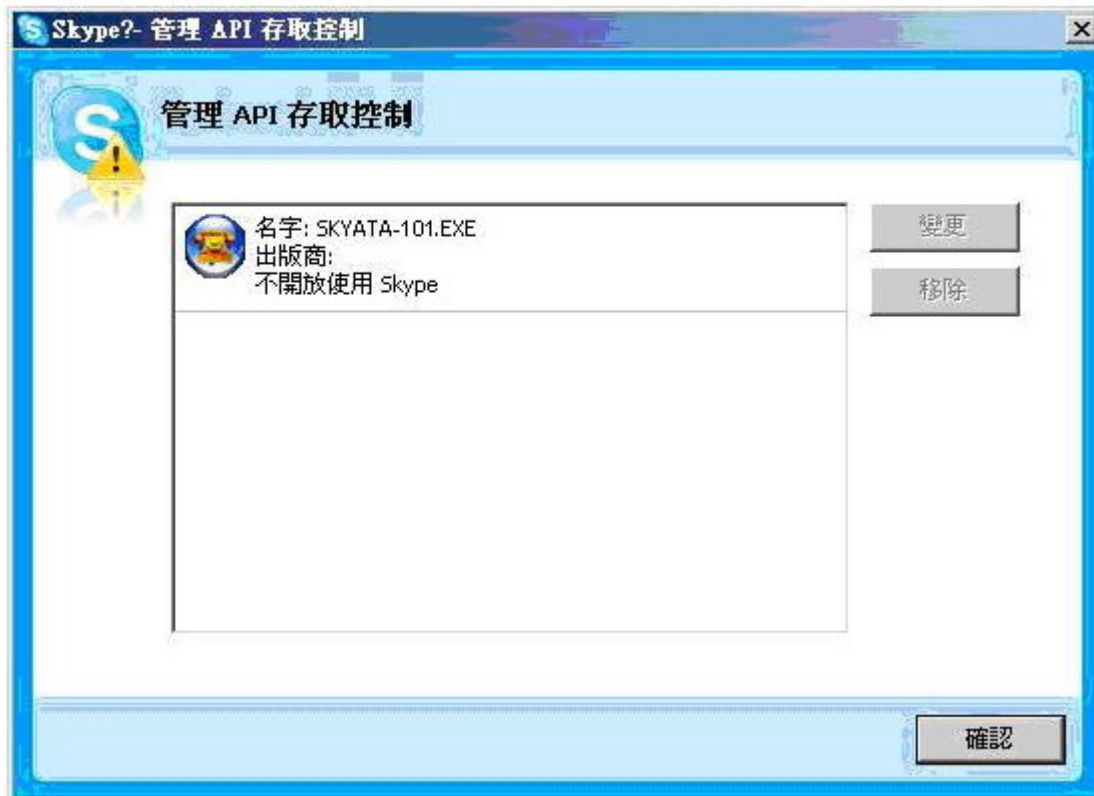 Skype?- 管理 API 存取控制
管理 API 存取控制
名字: SKYATA-101.EXE
出版商:
不開放使用 Skype
變更
移除
確認